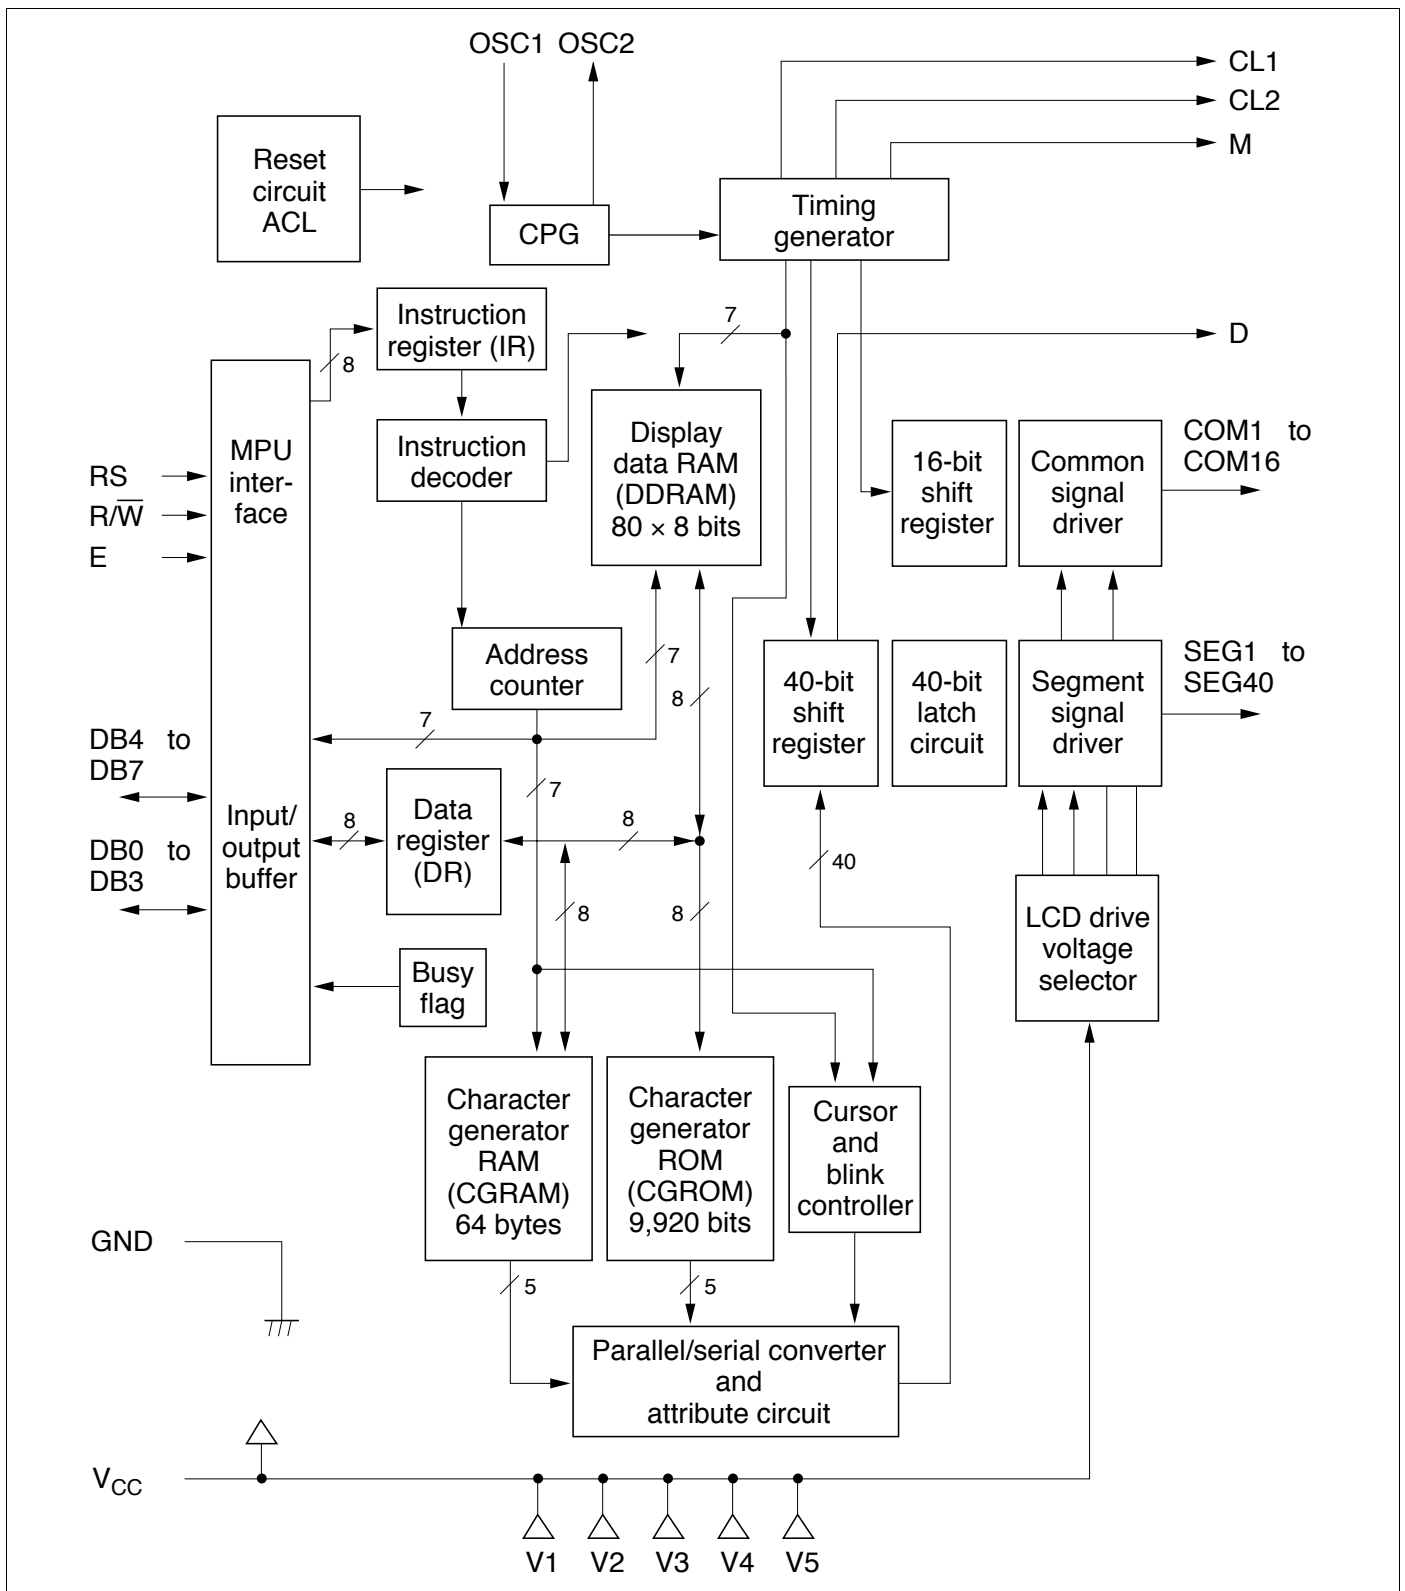 OSC1 OSC2
CL1
CL2
M
Reset
circuit
ACL
CPG
Timing
generator
Instruction
register (IR)
8
7
D
MPU
inter-
face
Instruction
decoder
Display
data RAM
(DDRAM)
80 × 8 bits
16-bit
shift
register
Common
signal
driver
COM1 to
COM16
RS
R/W̅
E
Address
counter
7
8
40-bit
shift
register
40-bit
latch
circuit
Segment
signal
driver
SEG1 to
SEG40
7
7
DB4 to
DB7
DB0 to
DB3
Input/
output
buffer
8
Data
register
(DR)
8
8
8
40
LCD drive
voltage
selector
Busy
flag
Character
generator
RAM
(CGRAM)
64 bytes
Character
generator
ROM
(CGROM)
9,920 bits
Cursor
and
blink
controller
GND
5
5
Parallel/serial converter
and
attribute circuit
VCC
V1 V2 V3 V4 V5